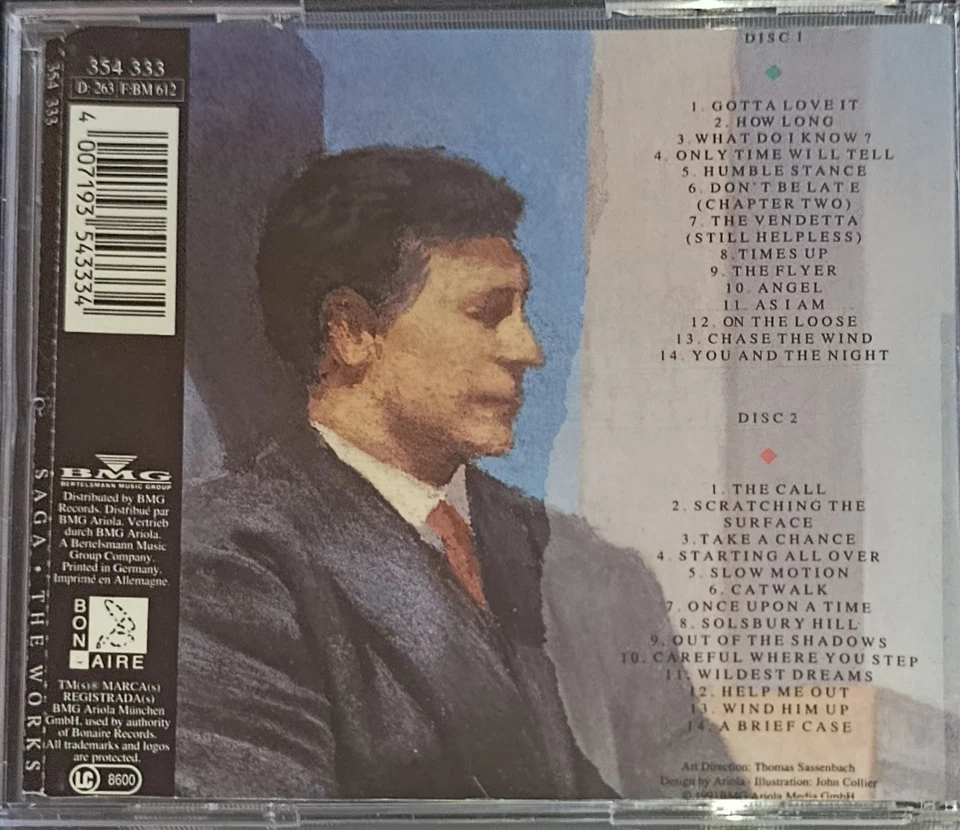 354 333
D: 263 F:BM 612
354 333
4 007193 543334
BMG
BERTELSMANN MUSIC GROUP
Distributed by BMG
Records. Distribué par
BMG Ariola. Vertrieb
durch BMG Ariola.
A Bertelsmann Music
Group Company.
Printed in Germany.
Imprimé en Allemagne.
BON
AIRE
TM(s)® MARCA(s)
REGISTRADA(s)
BMG Ariola München
GmbH, used by authority
of Bonaire Records.
All trademarks and logos
are protected.
LC 8600
SAGA • THE WORKS
DISC 1
1. GOTTA LOVE IT
2. HOW LONG
3. WHAT DO I KNOW?
4. ONLY TIME WILL TELL
5. HUMBLE STANCE
6. DON'T BE LATE
(CHAPTER TWO)
7. THE VENDETTA
(STILL HELPLESS)
8. TIMES UP
9. THE FLYER
10. ANGEL
11. AS I AM
12. ON THE LOOSE
13. CHASE THE WIND
14. YOU AND THE NIGHT
DISC 2
1. THE CALL
2. SCRATCHING THE
SURFACE
3. TAKE A CHANCE
4. STARTING ALL OVER
5. SLOW MOTION
6. CATWALK
7. ONCE UPON A TIME
8. SOLSBURY HILL
9. OUT OF THE SHADOWS
10. CAREFUL WHERE YOU STEP
11. WILDEST DREAMS
12. HELP ME OUT
13. WIND HIM UP
14. A BRIEF CASE
Art Direction: Thomas Sassenbach
Design by Ariola · Illustration: John Collier
© 1991 BMG Ariola Media GmbH